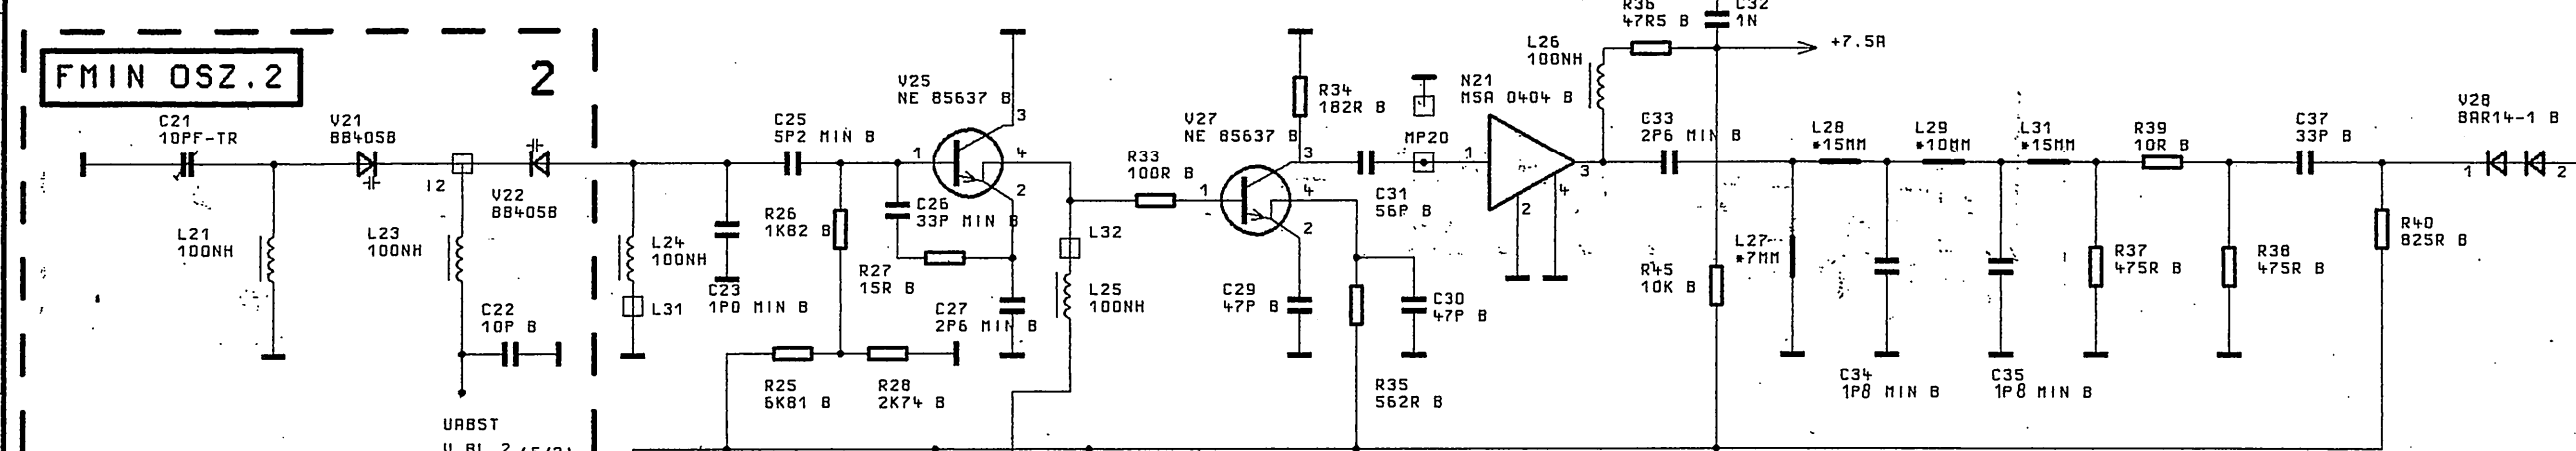 FMIN OSZ.2
2
C21
10PF-TR
V21
BB405B
I2
V22
BB405B
L21
100NH
L23
100NH
C22
10P B
UABST
L24
100NH
L31
C25
5P2 MIN B
C23
1P0 MIN B
R26
1K82 B
R25
6K81 B
R28
2K74 B
V25
NE 85637 B
1
3
4
2
C26
33P MIN B
R27
15R B
C27
2P6 MIN B
L32
L25
100NH
R33
100R B
V27
NE 85637 B
1
3
4
2
R34
182R B
C29
47P B
C30
47P B
R35
562R B
C31
56P B
MP20
N21
MSA 0404 B
1
2
4
3
L26
100NH
R36
47R5 B
C32
1N
+7.5A
C33
2P6 MIN B
R45
10K B
L27
*7MM
L28
*15MM
L29
*10MM
L31
*15MM
C34
1P8 MIN B
C35
1P8 MIN B
R39
10R B
R37
475R B
R38
475R B
C37
33P B
R40
825R B
V28
BAR14-1 B
1
2